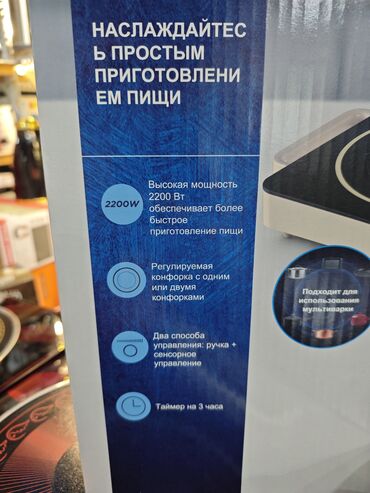 НАСЛАЖДАЙТЕС
Ь ПРОСТЫМ
ПРИГОТОВЛЕНИ
ЕМ ПИЩИ
2200W
Высокая мощность
2200 Вт
обеспечивает более
быстрое
приготовление пищи
Регулируемая
конфорка с одним
или двумя
конфорками
Два способа
управления: ручка +
сенсорное
управление
Таймер на 3 часа
Подходит для
использования
мультиварки